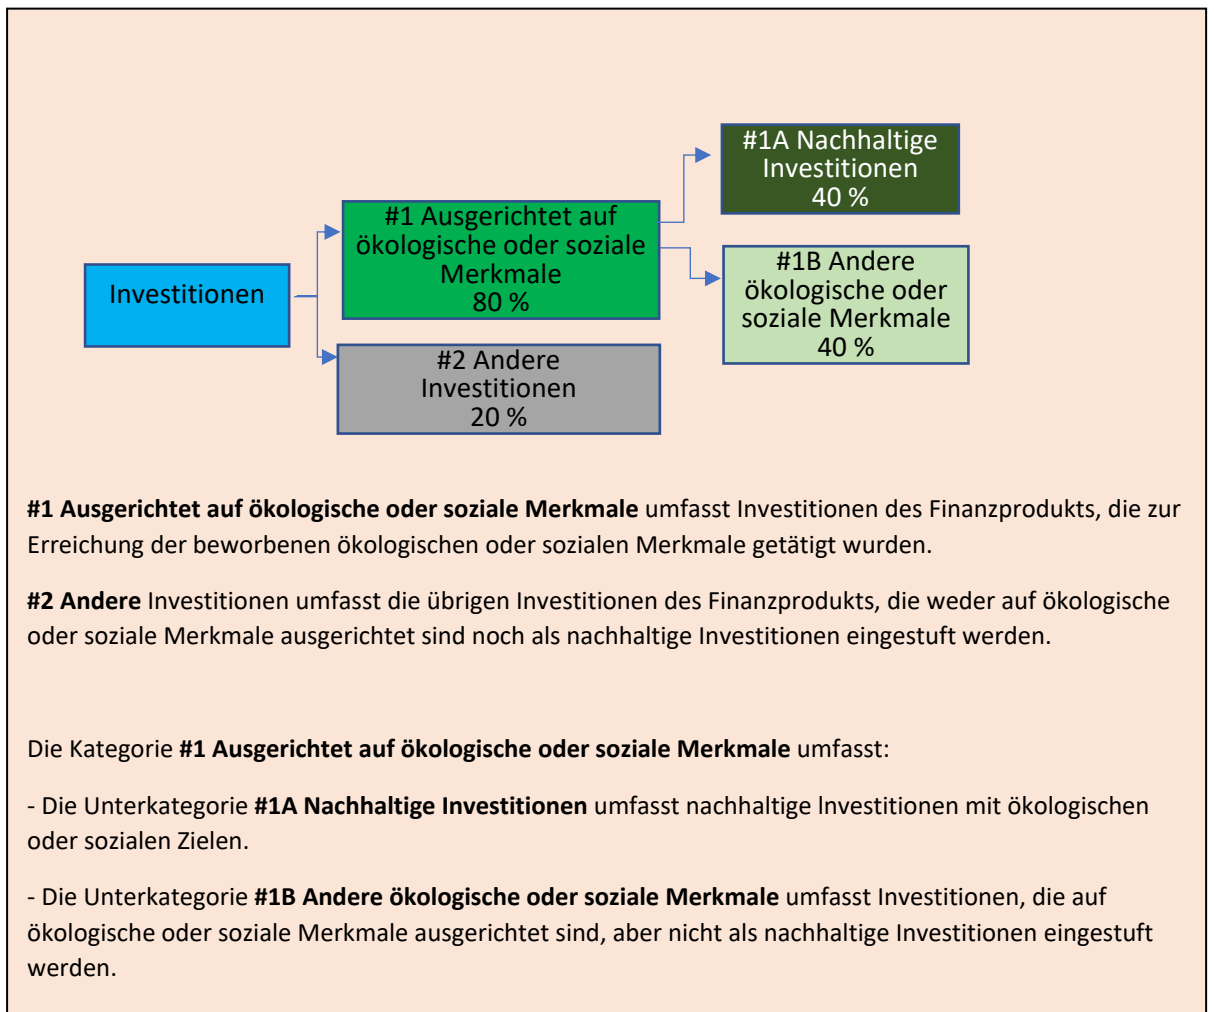 #1A Nachhaltige
Investitionen
40 %
#1 Ausgerichtet auf
ökologische oder soziale
Merkmale
80 %
#1B Andere
ökologische oder
soziale Merkmale
40 %
Investitionen
#2 Andere
Investitionen
20 %
#1 Ausgerichtet auf ökologische oder soziale Merkmale umfasst Investitionen des Finanzprodukts, die zur
Erreichung der beworbenen ökologischen oder sozialen Merkmale getätigt wurden.
#2 Andere Investitionen umfasst die übrigen Investitionen des Finanzprodukts, die weder auf ökologische
oder soziale Merkmale ausgerichtet sind noch als nachhaltige Investitionen eingestuft werden.
Die Kategorie #1 Ausgerichtet auf ökologische oder soziale Merkmale umfasst:
- Die Unterkategorie #1A Nachhaltige Investitionen umfasst nachhaltige lnvestitionen mit ökologischen
oder sozialen Zielen.
- Die Unterkategorie #1B Andere ökologische oder soziale Merkmale umfasst Investitionen, die auf
ökologische oder soziale Merkmale ausgerichtet sind, aber nicht als nachhaltige Investitionen eingestuft
werden.